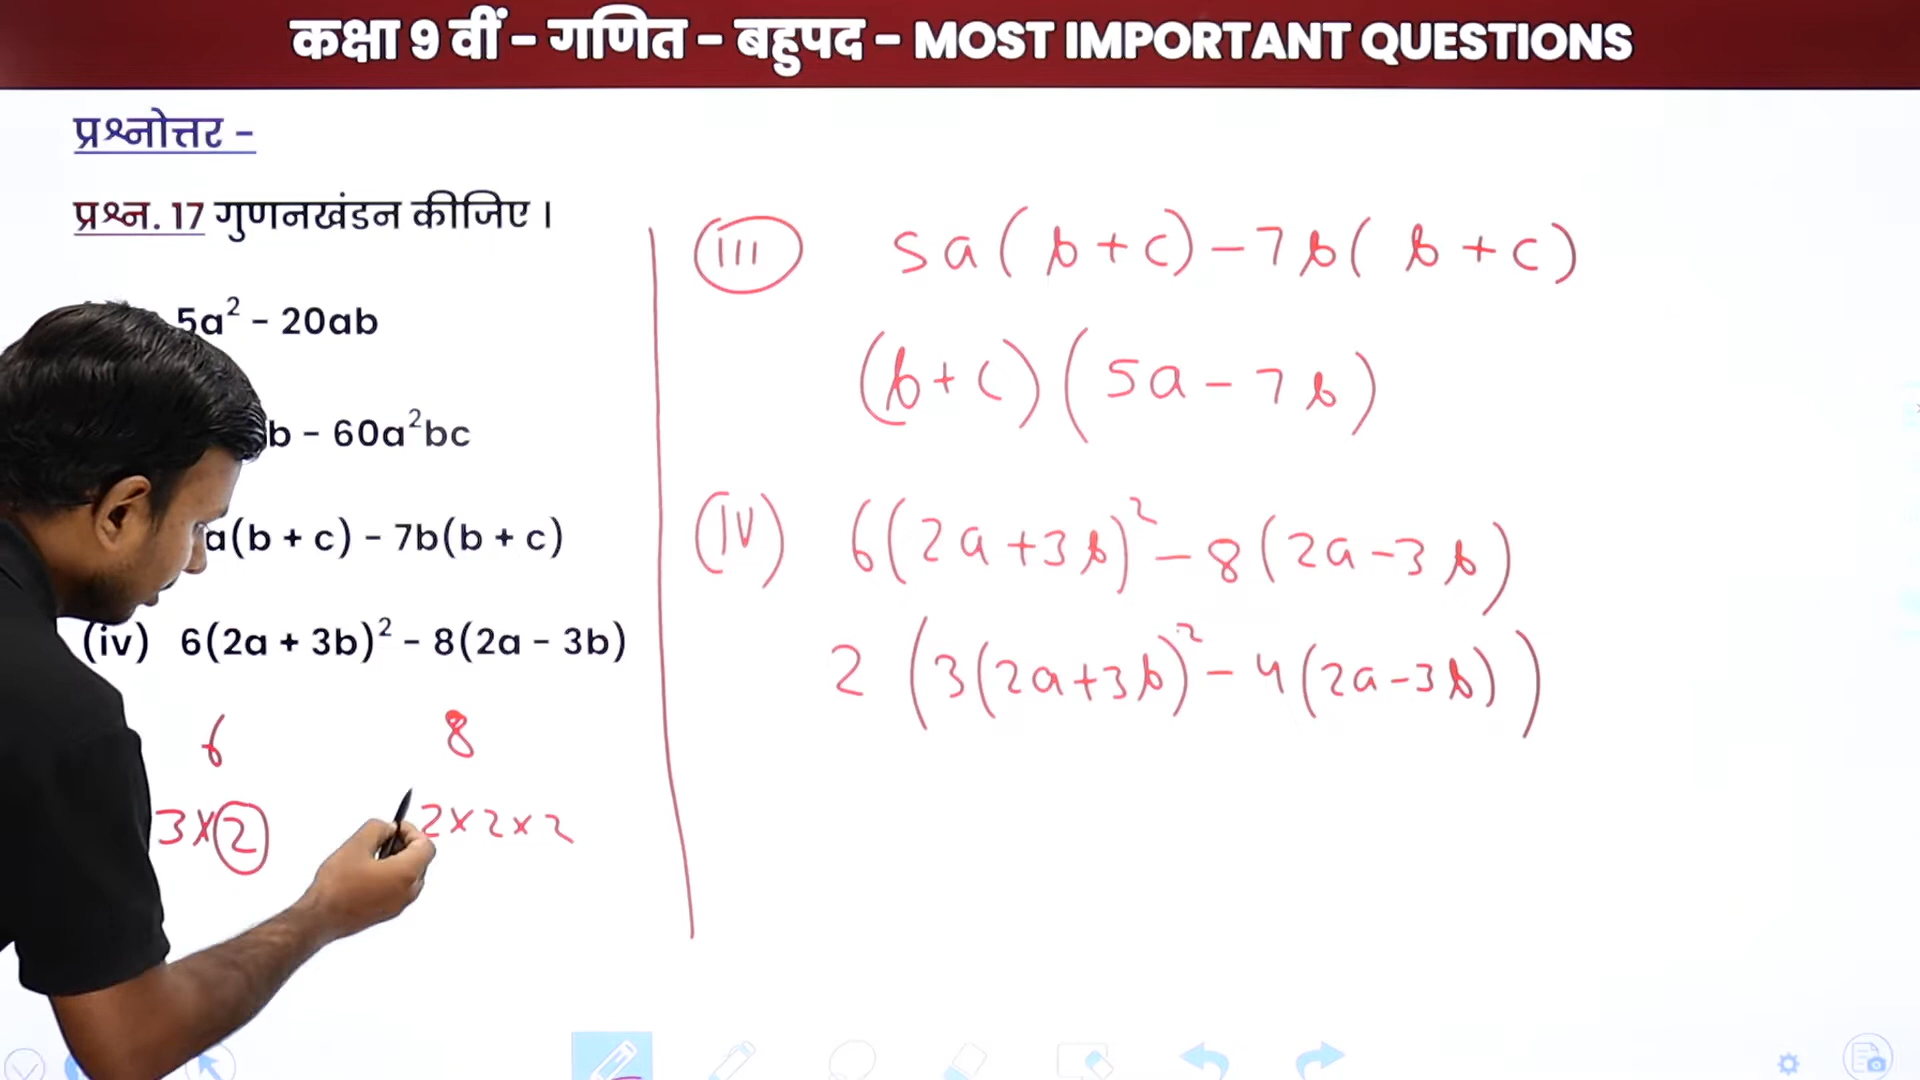 कक्षा 9 वीं - गणित - बहुपद - MOST IMPORTANT QUESTIONS
प्रश्नोत्तर -
प्रश्न. 17 गुणनखंडन कीजिए ।
5a² - 20ab
b - 60a²bc
a(b + c) - 7b(b + c)
(iv) 6(2a + 3b)² - 8(2a - 3b)
6 8
3×2 2×2×2
(III) 5a(b+c)-7b(b+c)
(b+c)(5a-7b)
(IV) 6(2a+3b)²-8(2a-3b)
2(3(2a+3b)²-4(2a-3b))